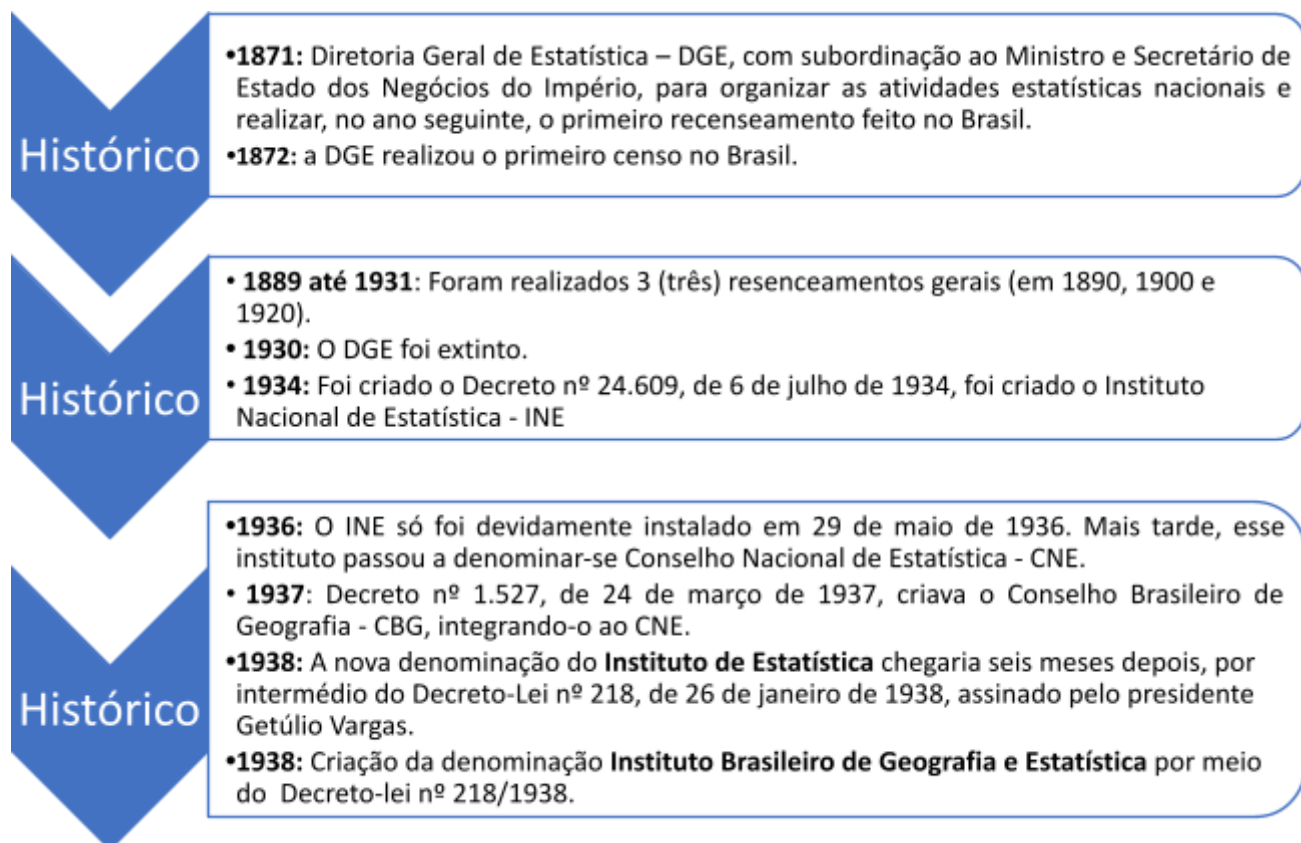 Histórico
•1871: Diretoria Geral de Estatística – DGE, com subordinação ao Ministro e Secretário de
Estado dos Negócios do Império, para organizar as atividades estatísticas nacionais e
realizar, no ano seguinte, o primeiro recenseamento feito no Brasil.
•1872: a DGE realizou o primeiro censo no Brasil.
Histórico
• 1889 até 1931: Foram realizados 3 (três) resenceamentos gerais (em 1890, 1900 e
1920).
• 1930: O DGE foi extinto.
• 1934: Foi criado o Decreto nº 24.609, de 6 de julho de 1934, foi criado o Instituto
Nacional de Estatística - INE
Histórico
•1936: O INE só foi devidamente instalado em 29 de maio de 1936. Mais tarde, esse
instituto passou a denominar-se Conselho Nacional de Estatística - CNE.
• 1937: Decreto nº 1.527, de 24 de março de 1937, criava o Conselho Brasileiro de
Geografia - CBG, integrando-o ao CNE.
•1938: A nova denominação do Instituto de Estatística chegaria seis meses depois, por
intermédio do Decreto-Lei nº 218, de 26 de janeiro de 1938, assinado pelo presidente
Getúlio Vargas.
•1938: Criação da denominação Instituto Brasileiro de Geografia e Estatística por meio
do Decreto-lei nº 218/1938.